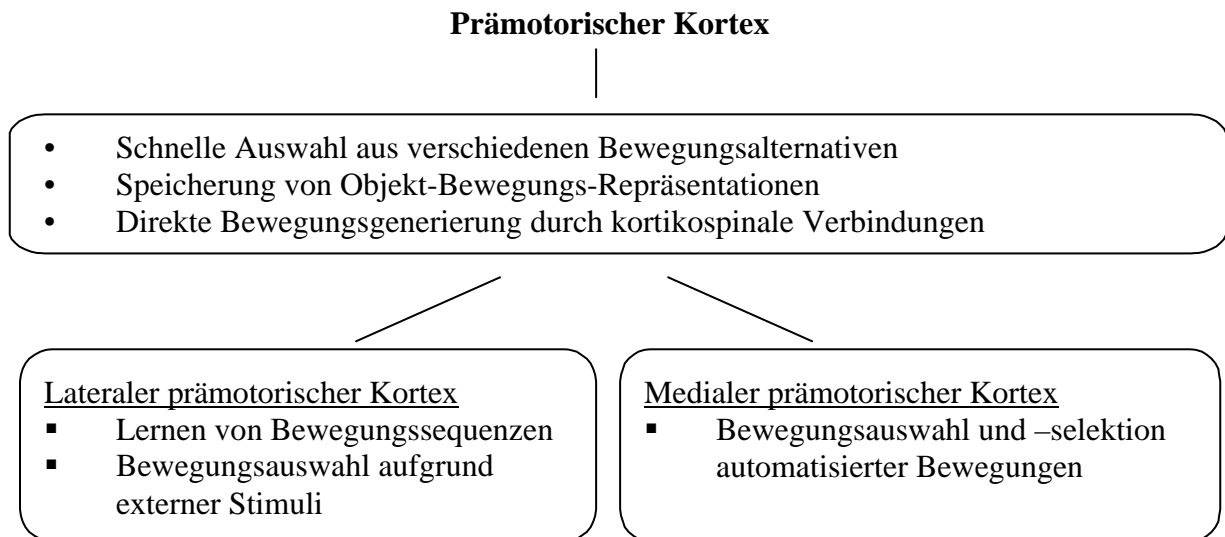 Prämotorischer Kortex
• Schnelle Auswahl aus verschiedenen Bewegungsalternativen
• Speicherung von Objekt-Bewegungs-Repräsentationen
• Direkte Bewegungsgenerierung durch kortikospinale Verbindungen
Lateraler prämotorischer Kortex
▪ Lernen von Bewegungssequenzen
▪ Bewegungsauswahl aufgrund
externer Stimuli
Medialer prämotorischer Kortex
▪ Bewegungsauswahl und –selektion
automatisierter Bewegungen